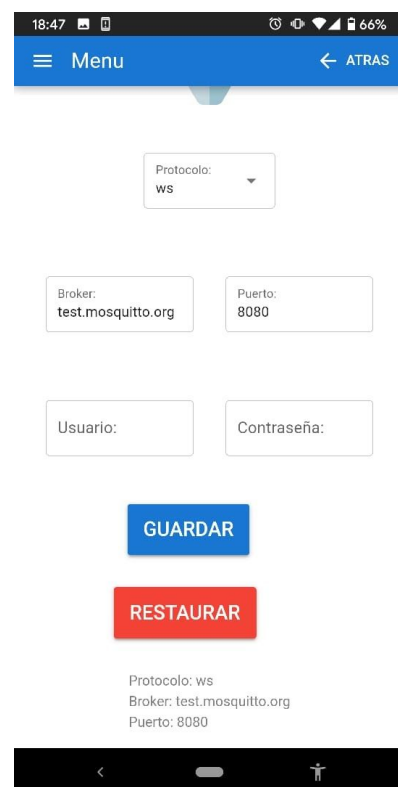 18:47 66%
Menu ATRAS
Protocolo:
ws
Broker: Puerto:
test.mosquitto.org 8080
Usuario: Contraseña:
GUARDAR
RESTAURAR
Protocolo: ws
Broker: test.mosquitto.org
Puerto: 8080